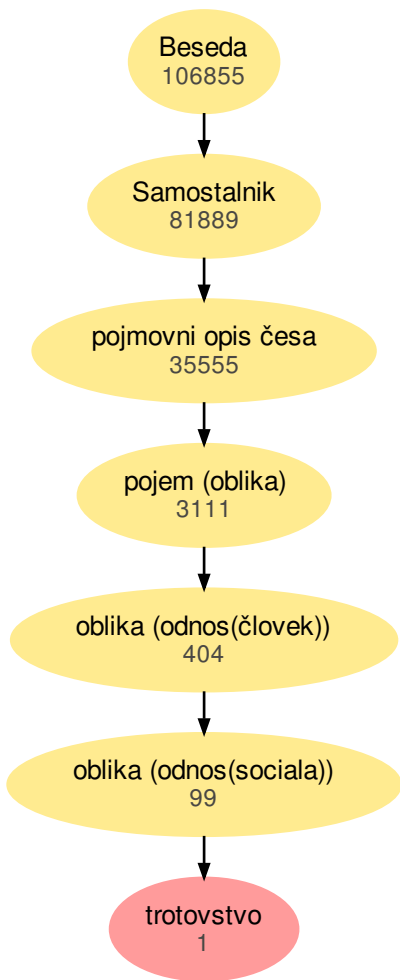 Beseda
106855
Samostalnik
81889
pojmovni opis česa
35555
pojem (oblika)
3111
oblika (odnos(človek))
404
oblika (odnos(sociala))
99
trotovstvo
1